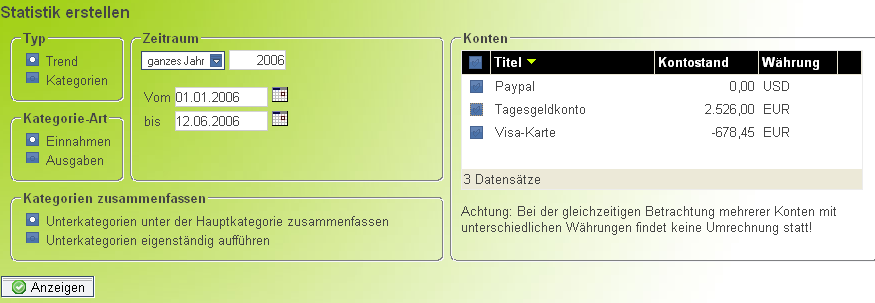 Statistik erstellen
Typ
Trend
Kategorien
Kategorie-Art
Einnahmen
Ausgaben
Zeitraum
ganzes Jahr 2006
Vom 01.01.2006
bis 12.06.2006
Kategorien zusammenfassen
Unterkategorien unter der Hauptkategorie zusammenfassen
Unterkategorien eigenständig aufführen
Konten
Titel Kontostand Währung
Paypal 0,00 USD
Tagesgeldkonto 2.526,00 EUR
Visa-Karte -678,45 EUR
3 Datensätze
Achtung: Bei der gleichzeitigen Betrachtung mehrerer Konten mit
unterschiedlichen Währungen findet keine Umrechnung statt!
Anzeigen